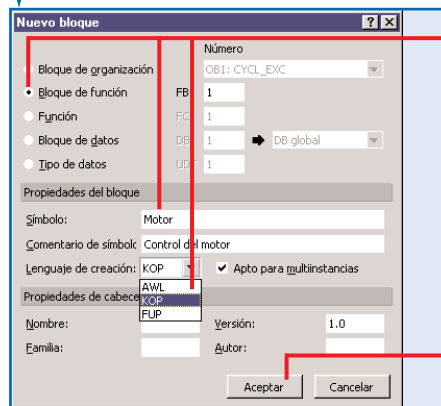 Nuevo bloque
Número
Bloque de organización OB1: CYCL_EXC
Bloque de función FB 1
Función FC 1
Bloque de datos DB 1 DB global
Tipo de datos UDT 1
Propiedades del bloque
Símbolo: Motor
Comentario de símbolo Control del motor
Lenguaje de creación: KOP Apto para multiinstancias
AWL
KOP
FUP
Propiedades de cabece
Nombre: Versión: 1.0
Familia: Autor:
Aceptar Cancelar